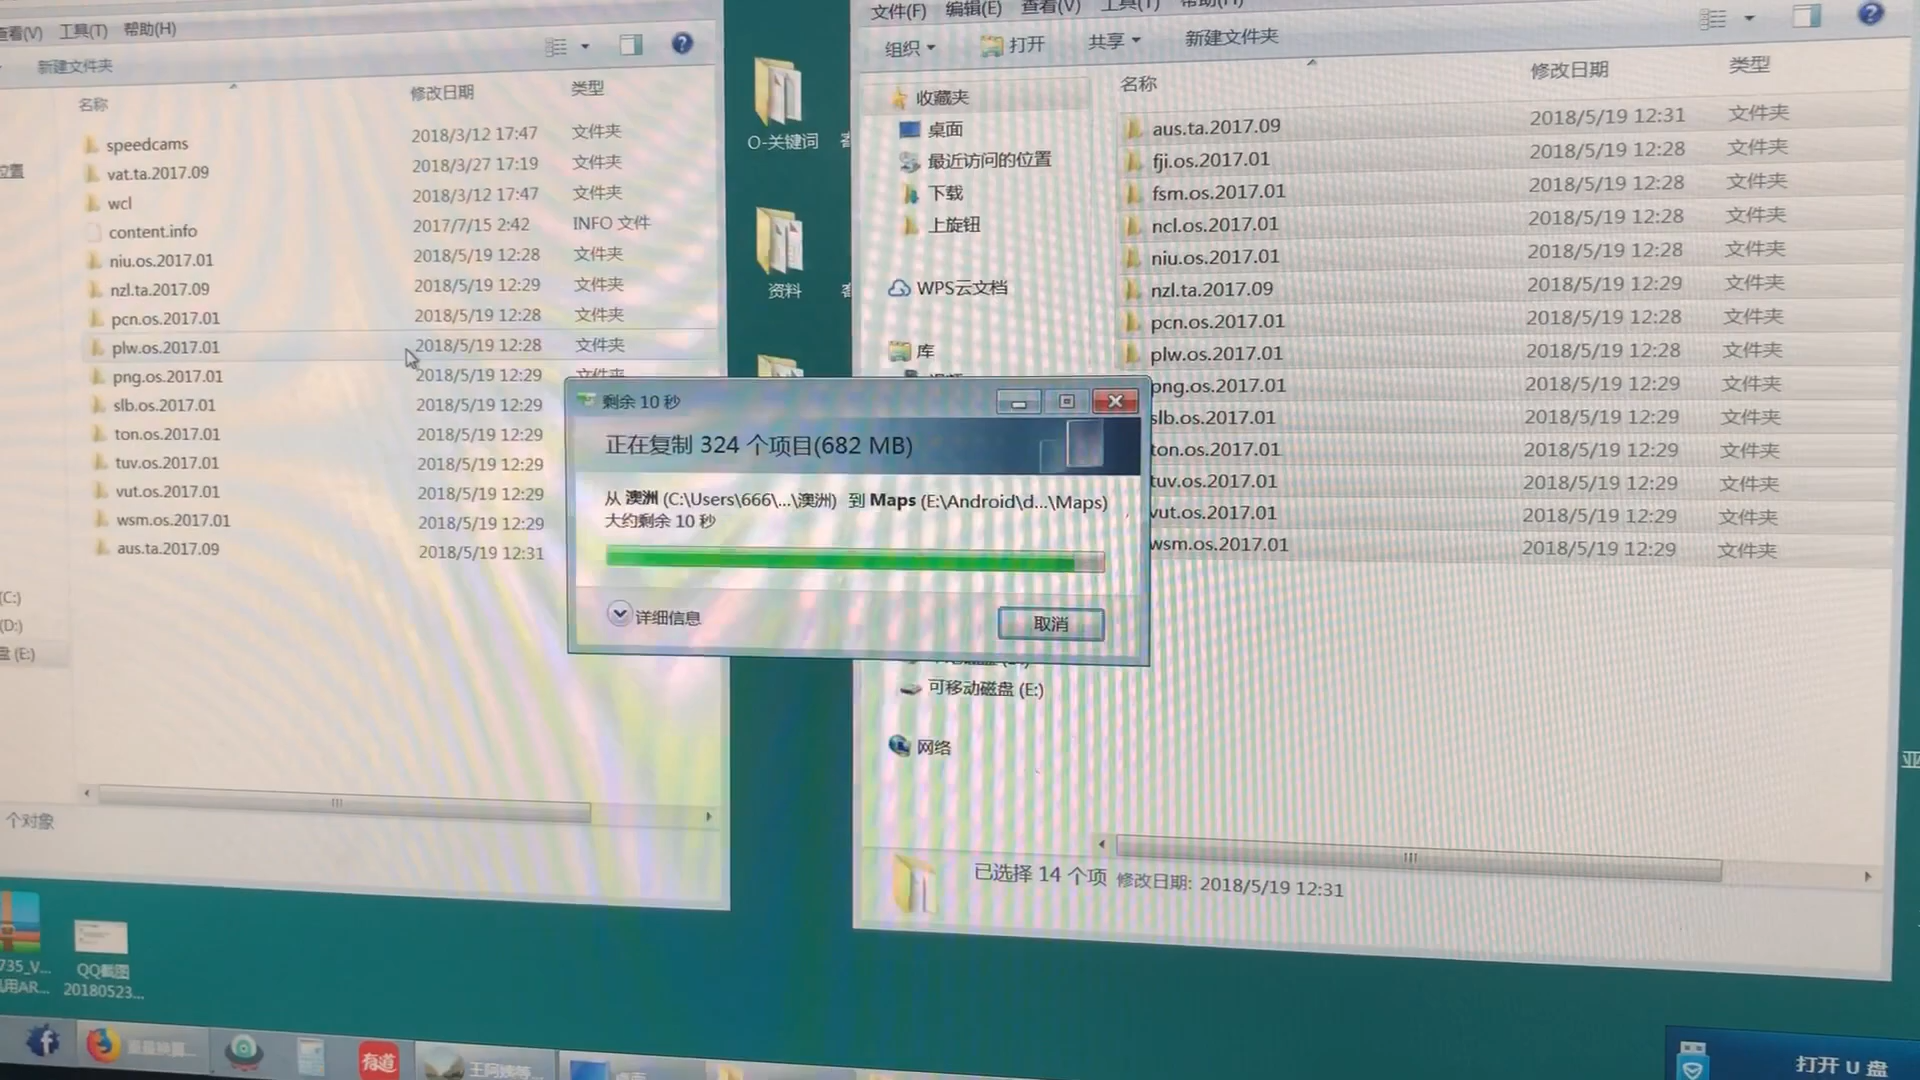 查看(V) 工具(T) 帮助(H)
新建文件夹
名称 修改日期 类型
speedcams 2018/3/12 17:47 文件夹
vat.ta.2017.09 2018/3/27 17:19 文件夹
wcl 2018/3/12 17:47 文件夹
content.info 2017/7/15 2:42 INFO 文件
niu.os.2017.01 2018/5/19 12:28 文件夹
nzl.ta.2017.09 2018/5/19 12:29 文件夹
pcn.os.2017.01 2018/5/19 12:28 文件夹
plw.os.2017.01 2018/5/19 12:28 文件夹
png.os.2017.01 2018/5/19 12:29 文件夹
slb.os.2017.01 2018/5/19 12:29
ton.os.2017.01 2018/5/19 12:29
tuv.os.2017.01 2018/5/19 12:29
vut.os.2017.01 2018/5/19 12:29
wsm.os.2017.01 2018/5/19 12:29
aus.ta.2017.09 2018/5/19 12:31
位置
(C:)
(D:)
盘 (E:)
个对象
O-关键词
资料
文件(F) 编辑(E) 查看(V) 工具(T) 帮助(H)
组织 打开 共享 新建文件夹
收藏夹
桌面
最近访问的位置
下载
上旋钮
WPS云文档
库
可移动磁盘 (E:)
网络
名称 修改日期 类型
aus.ta.2017.09 2018/5/19 12:31 文件夹
fji.os.2017.01 2018/5/19 12:28 文件夹
fsm.os.2017.01 2018/5/19 12:28 文件夹
ncl.os.2017.01 2018/5/19 12:28 文件夹
niu.os.2017.01 2018/5/19 12:28 文件夹
nzl.ta.2017.09 2018/5/19 12:29 文件夹
pcn.os.2017.01 2018/5/19 12:28 文件夹
plw.os.2017.01 2018/5/19 12:28 文件夹
png.os.2017.01 2018/5/19 12:29 文件夹
slb.os.2017.01 2018/5/19 12:29 文件夹
ton.os.2017.01 2018/5/19 12:29 文件夹
tuv.os.2017.01 2018/5/19 12:29 文件夹
vut.os.2017.01 2018/5/19 12:29 文件夹
wsm.os.2017.01 2018/5/19 12:29 文件夹
已选择 14 个项 修改日期: 2018/5/19 12:31
剩余 10 秒
正在复制 324 个项目(682 MB)
从 澳洲 (C:\Users\666\...\澳洲) 到 Maps (E:\Android\d...\Maps)
大约剩余 10 秒
详细信息
取消
735_V...
用AR...
QQ截图
20180523...
有道
打开 U 盘